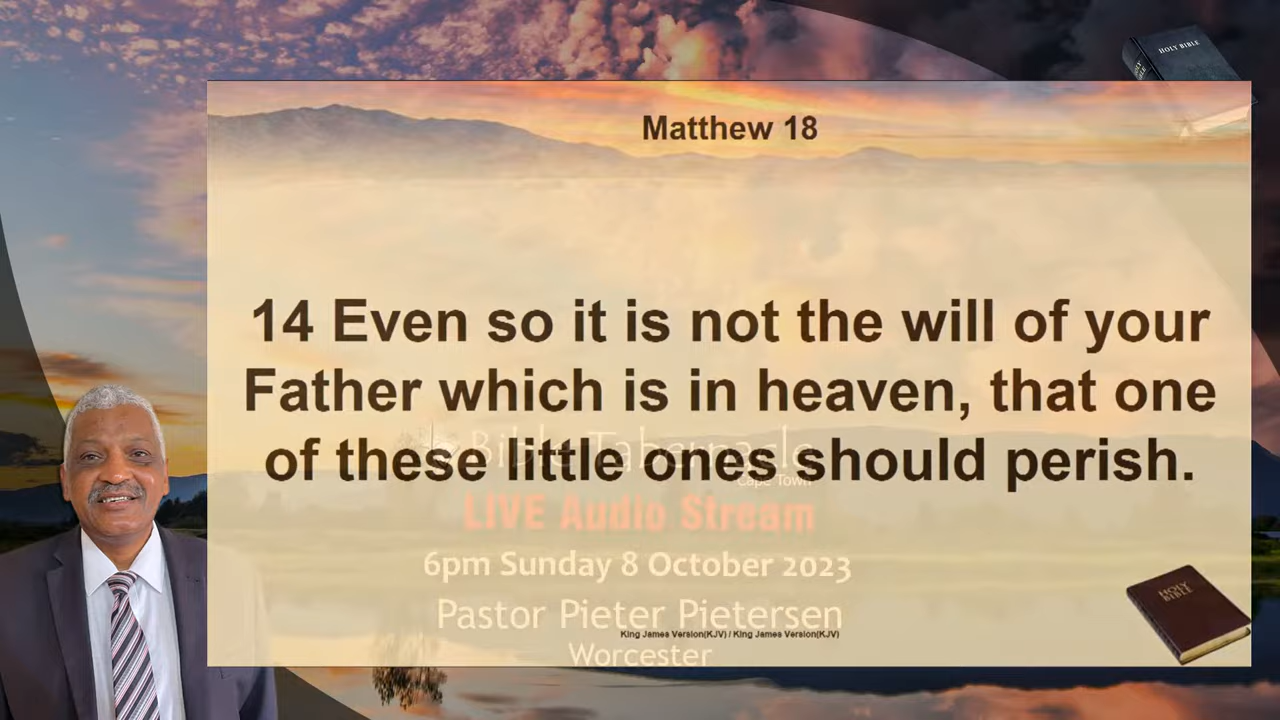 HOLY BIBLE
Matthew 18
14 Even so it is not the will of your
Father which is in heaven, that one
of these little ones should perish.
Bible Tabernacle
Cape Town
LIVE Audio Stream
6pm Sunday 8 October 2023
Pastor Pieter Pietersen
King James Version(KJV) / King James Version(KJV)
Worcester
HOLY
BIBLE